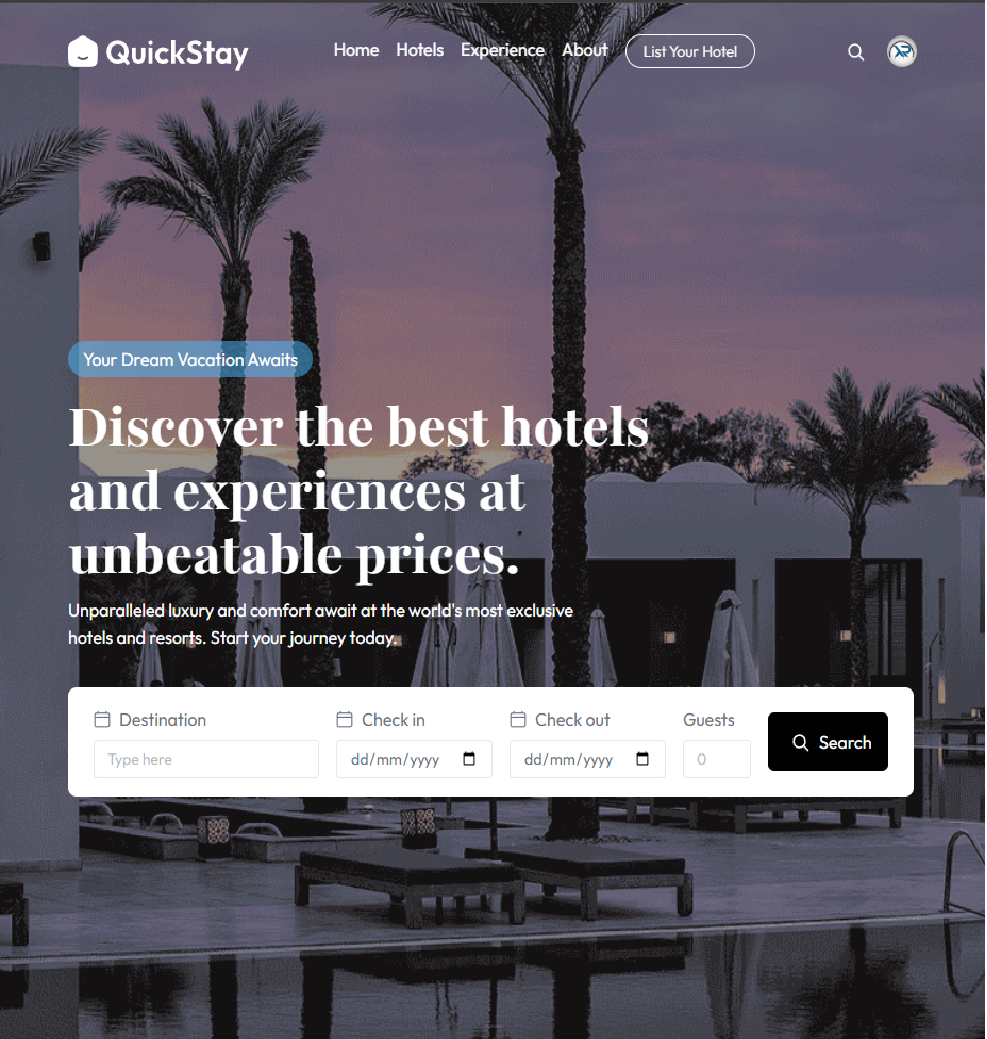 QuickStay
Home Hotels Experience About List Your Hotel
Your Dream Vacation Awaits
Discover the best hotels
and experiences at
unbeatable prices.
Unparalleled luxury and comfort await at the world's most exclusive
hotels and resorts. Start your journey today.
Destination Check in Check out Guests
Type here dd/mm/yyyy dd/mm/yyyy 0
Search